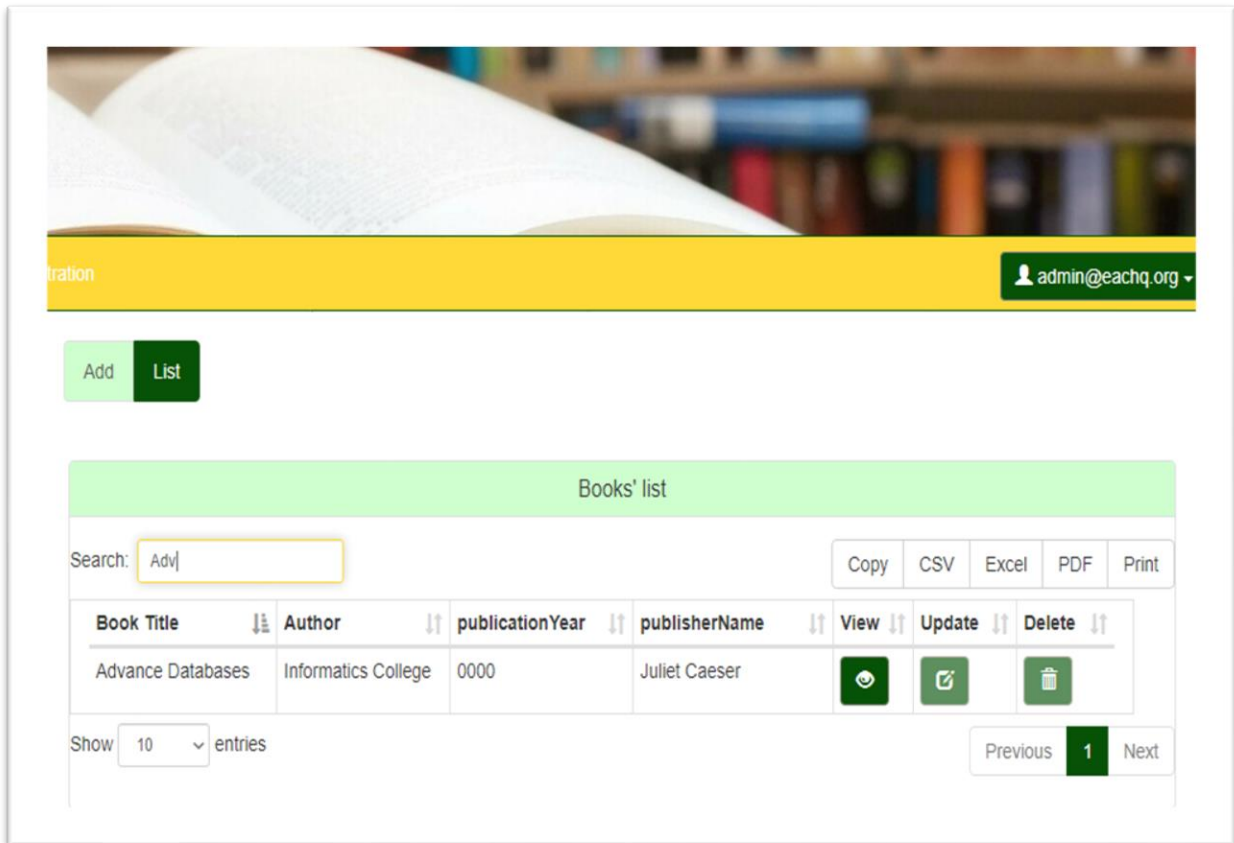 tration
admin@eachq.org
Add List
Books' list
Search: Adv
Copy CSV Excel PDF Print
Book Title Author publicationYear publisherName View Update Delete
Advance Databases Informatics College 0000 Juliet Caeser
Show 10 entries
Previous 1 Next